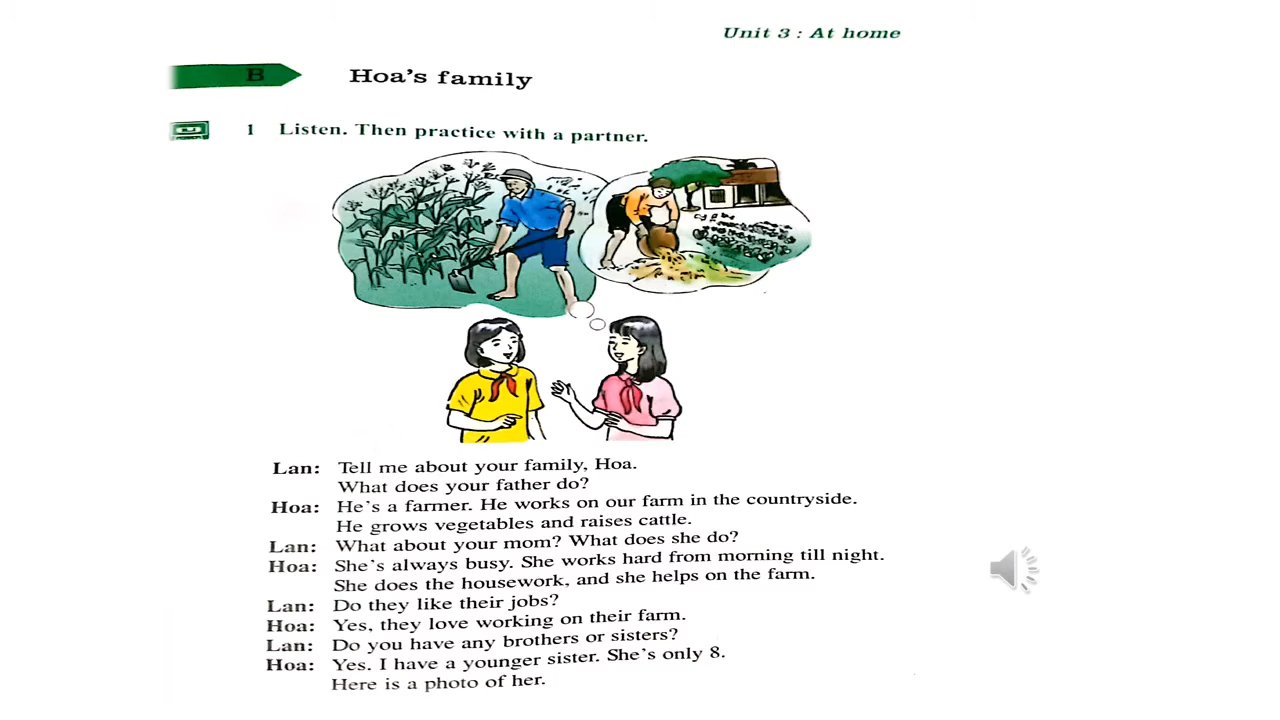 Unit 3 : At home
B
Hoa's family
1 Listen. Then practice with a partner.
Lan: Tell me about your family, Hoa.
What does your father do?
Hoa: He's a farmer. He works on our farm in the countryside.
He grows vegetables and raises cattle.
Lan: What about your mom? What does she do?
Hoa: She's always busy. She works hard from morning till night.
She does the housework, and she helps on the farm.
Lan: Do they like their jobs?
Hoa: Yes, they love working on their farm.
Lan: Do you have any brothers or sisters?
Hoa: Yes. I have a younger sister. She's only 8.
Here is a photo of her.